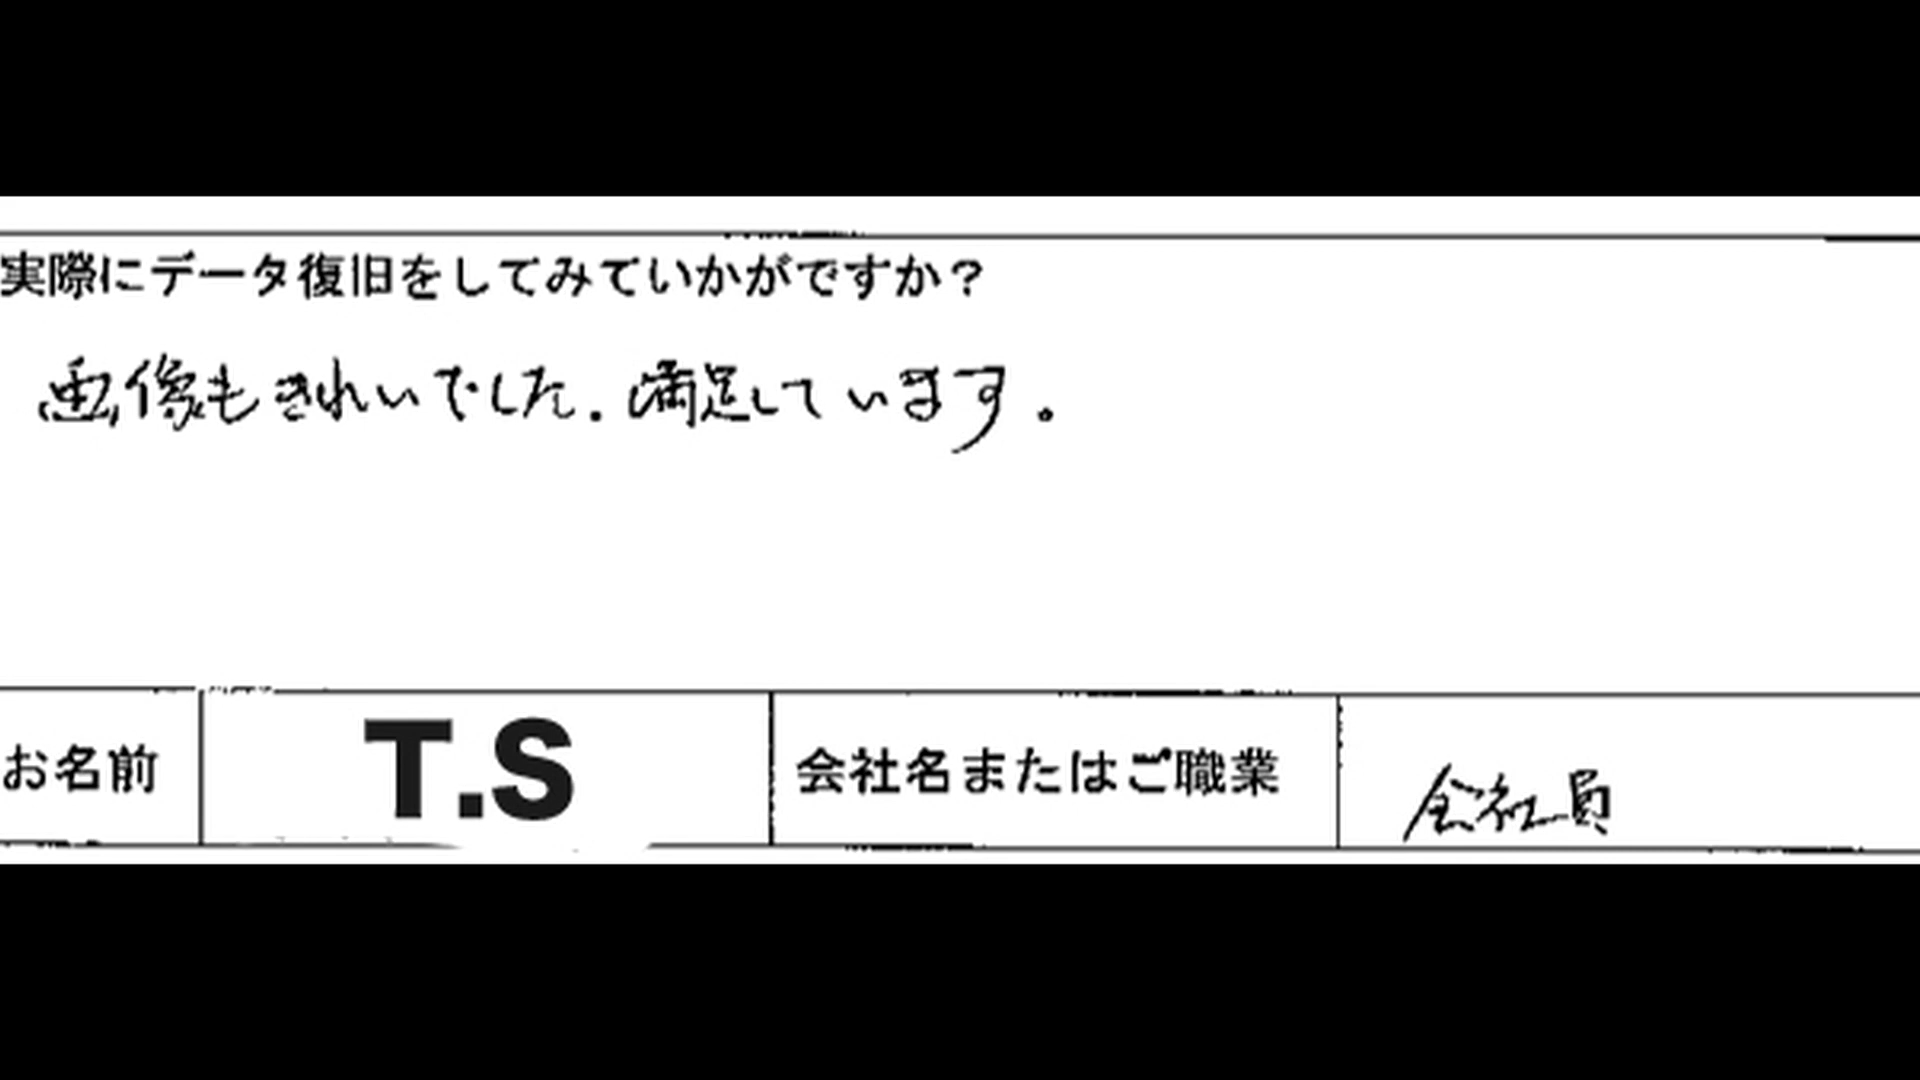 実際にデータ復旧をしてみていかがですか？
画像もきれいでした. 満足しています。
お名前 T.S 会社名またはご職業 会社員